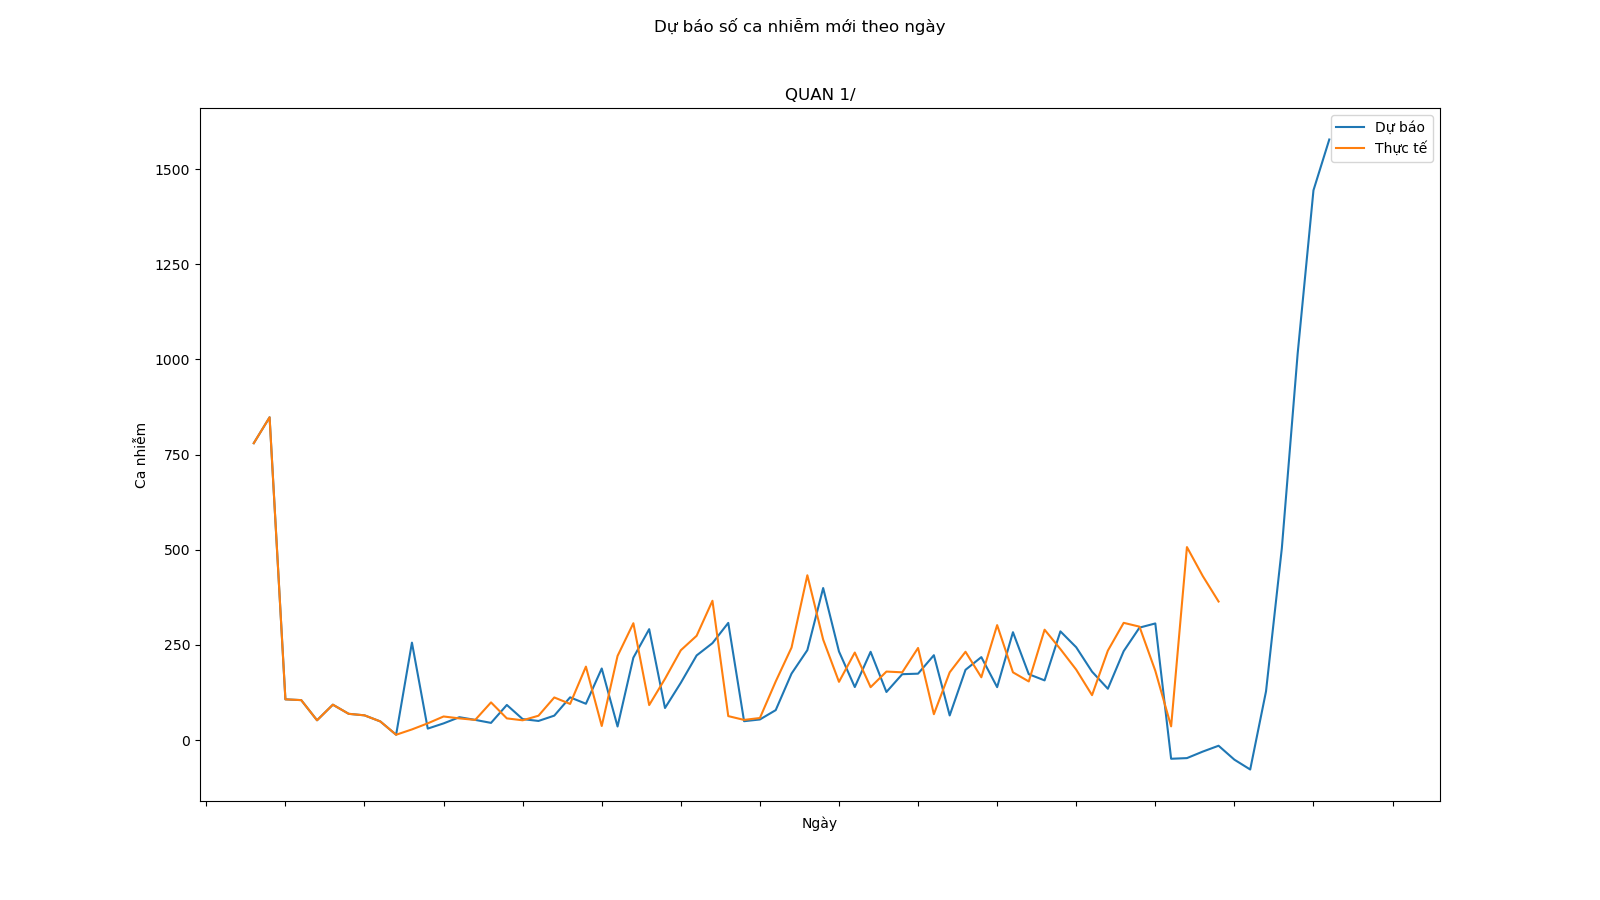 Dự báo số ca nhiễm mới theo ngày
QUAN 1/
Dự báo
Thực tế
1500
1250
1000
750
500
250
0
Ca nhiễm
Ngày